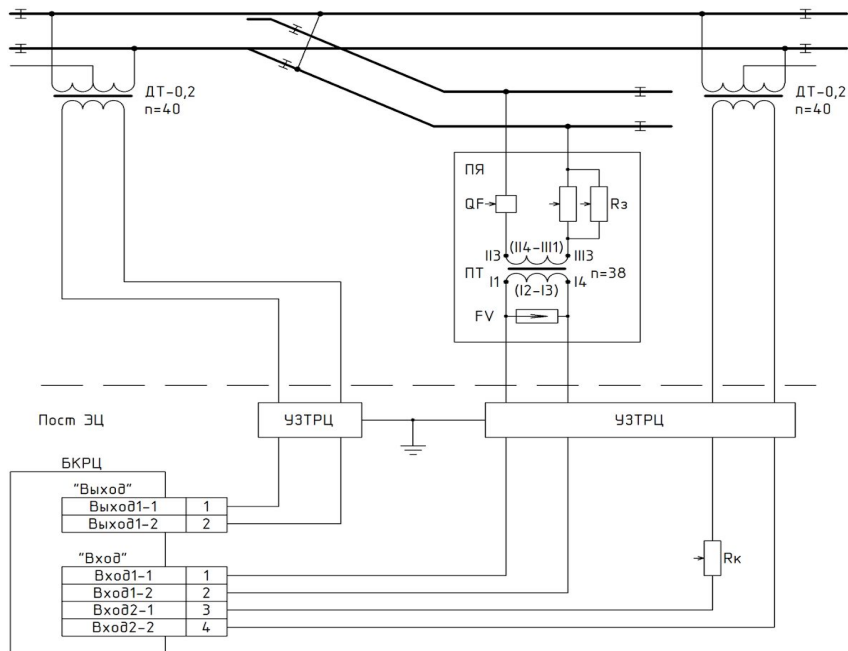 ДТ-0,2
n=40
ДТ-0,2
n=40
ПЯ
QF
Rз
(II4-III1)
II3
III3
ПТ
n=38
I1
I4
(I2-I3)
FV
Пост ЭЦ
УЗТРЦ
УЗТРЦ
БКРЦ
"Выход"
Выход1-1 1
Выход1-2 2
"Вход"
Rк
Вход1-1 1
Вход1-2 2
Вход2-1 3
Вход2-2 4